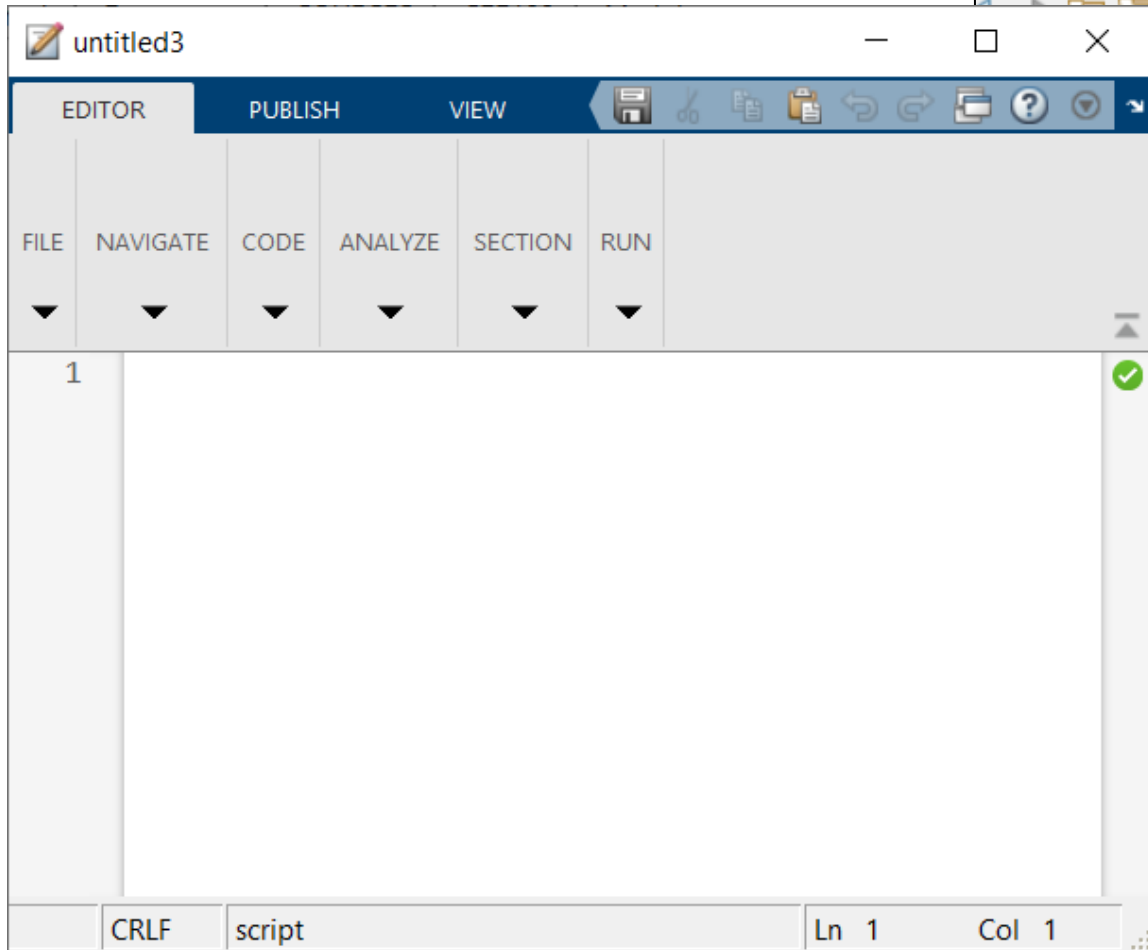 untitled3
EDITOR PUBLISH VIEW
FILE NAVIGATE CODE ANALYZE SECTION RUN
1
CRLF script Ln 1 Col 1